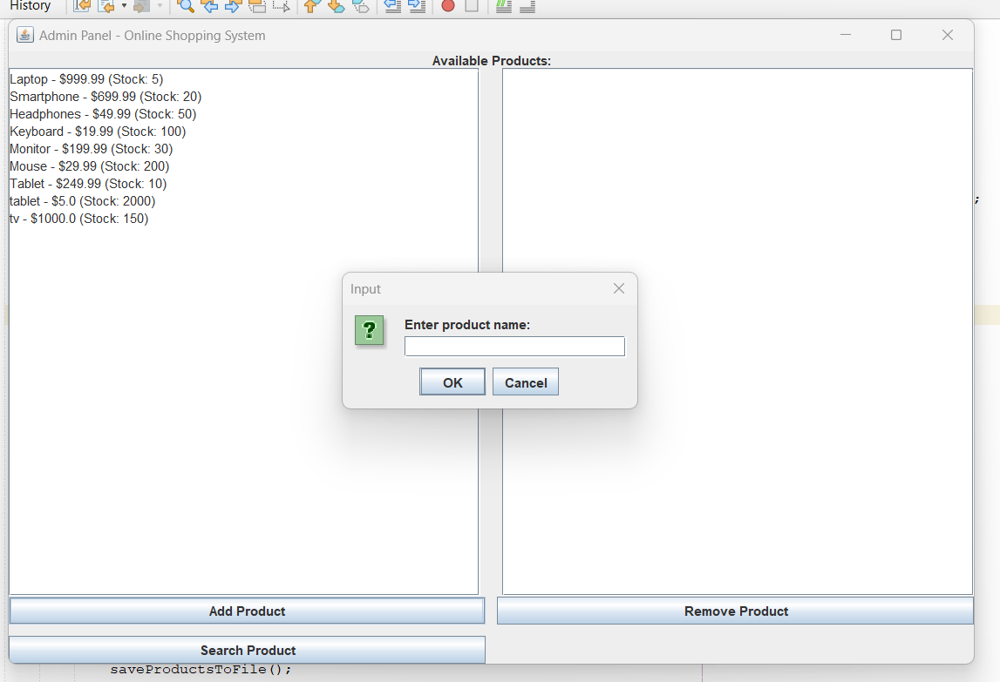 History
Admin Panel - Online Shopping System
Available Products:
Laptop - $999.99 (Stock: 5)
Smartphone - $699.99 (Stock: 20)
Headphones - $49.99 (Stock: 50)
Keyboard - $19.99 (Stock: 100)
Monitor - $199.99 (Stock: 30)
Mouse - $29.99 (Stock: 200)
Tablet - $249.99 (Stock: 10)
tablet - $5.0 (Stock: 2000)
;
tv - $1000.0 (Stock: 150)
Input
?
Enter product name:
OK
Cancel
Add Product
Remove Product
Search Product
saveProductsToFile();